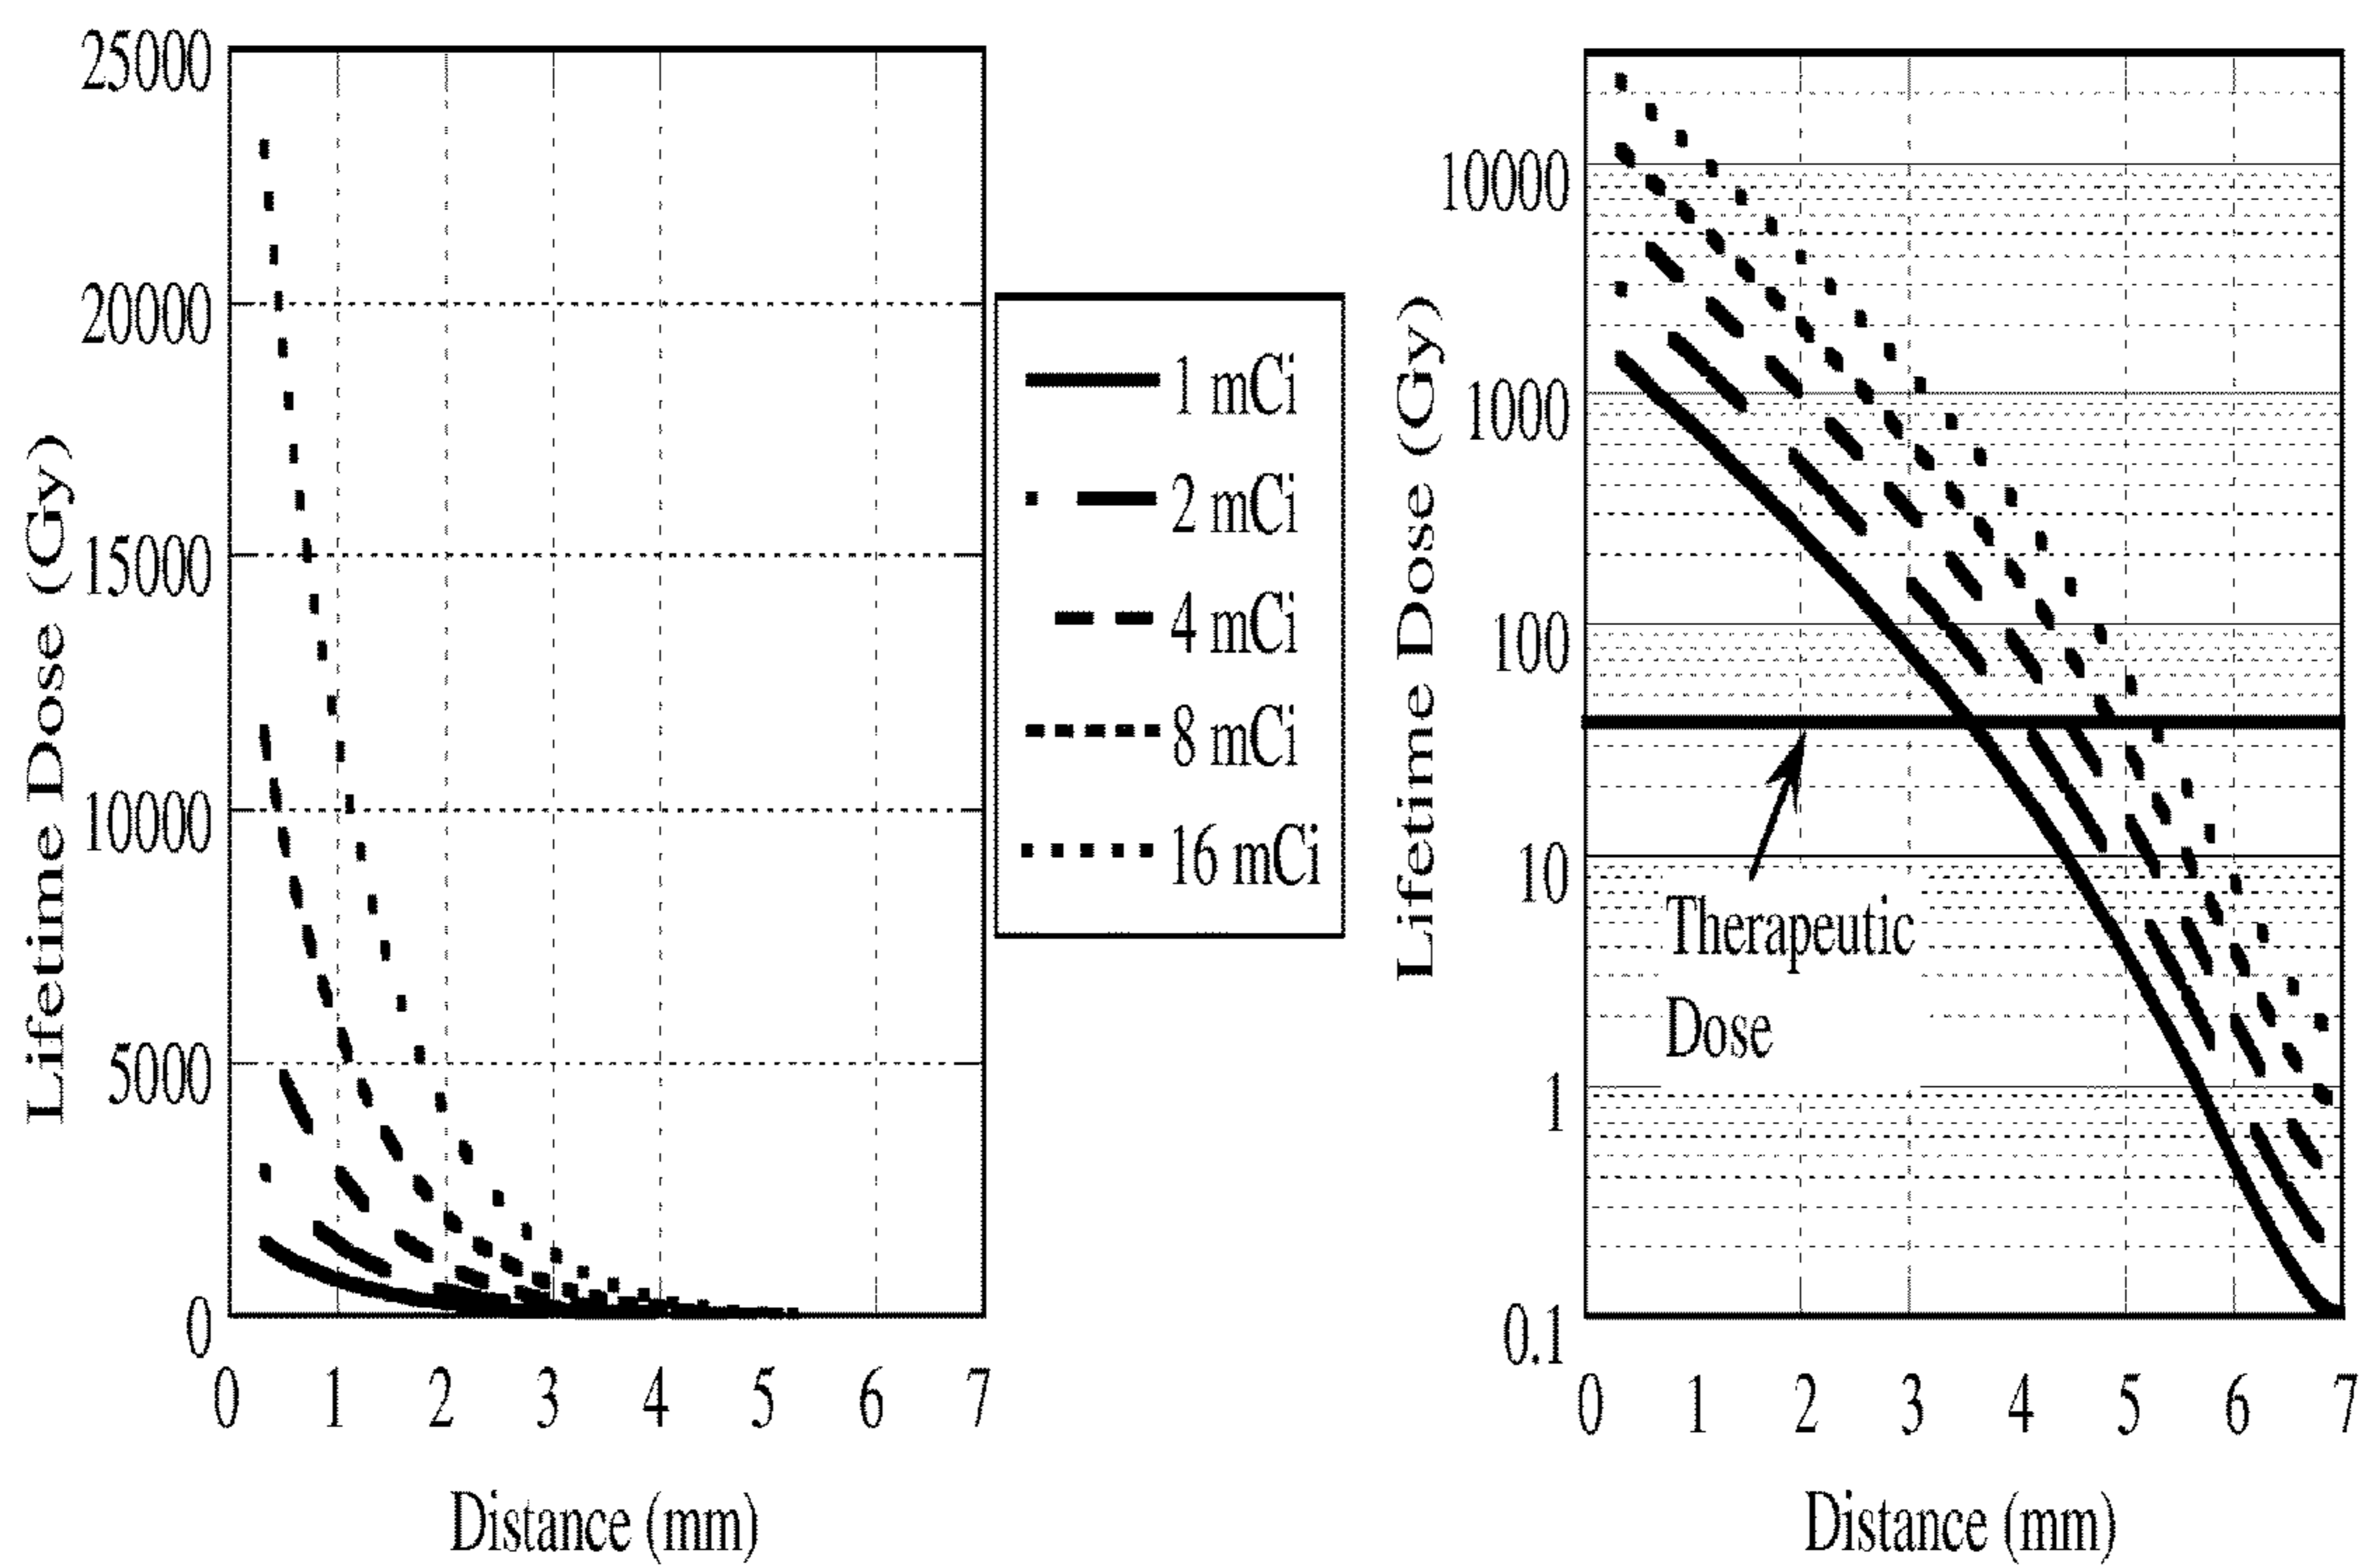 Lifetime Dose (Gy)
25000
20000
15000
10000
5000
0
0 1 2 3 4 5 6 7
Distance (mm)
1 mCi
2 mCi
4 mCi
8 mCi
16 mCi
Lifetime Dose (Gy)
10000
1000
100
10
1
0.1
Therapeutic
Dose
0 1 2 3 4 5 6 7
Distance (mm)